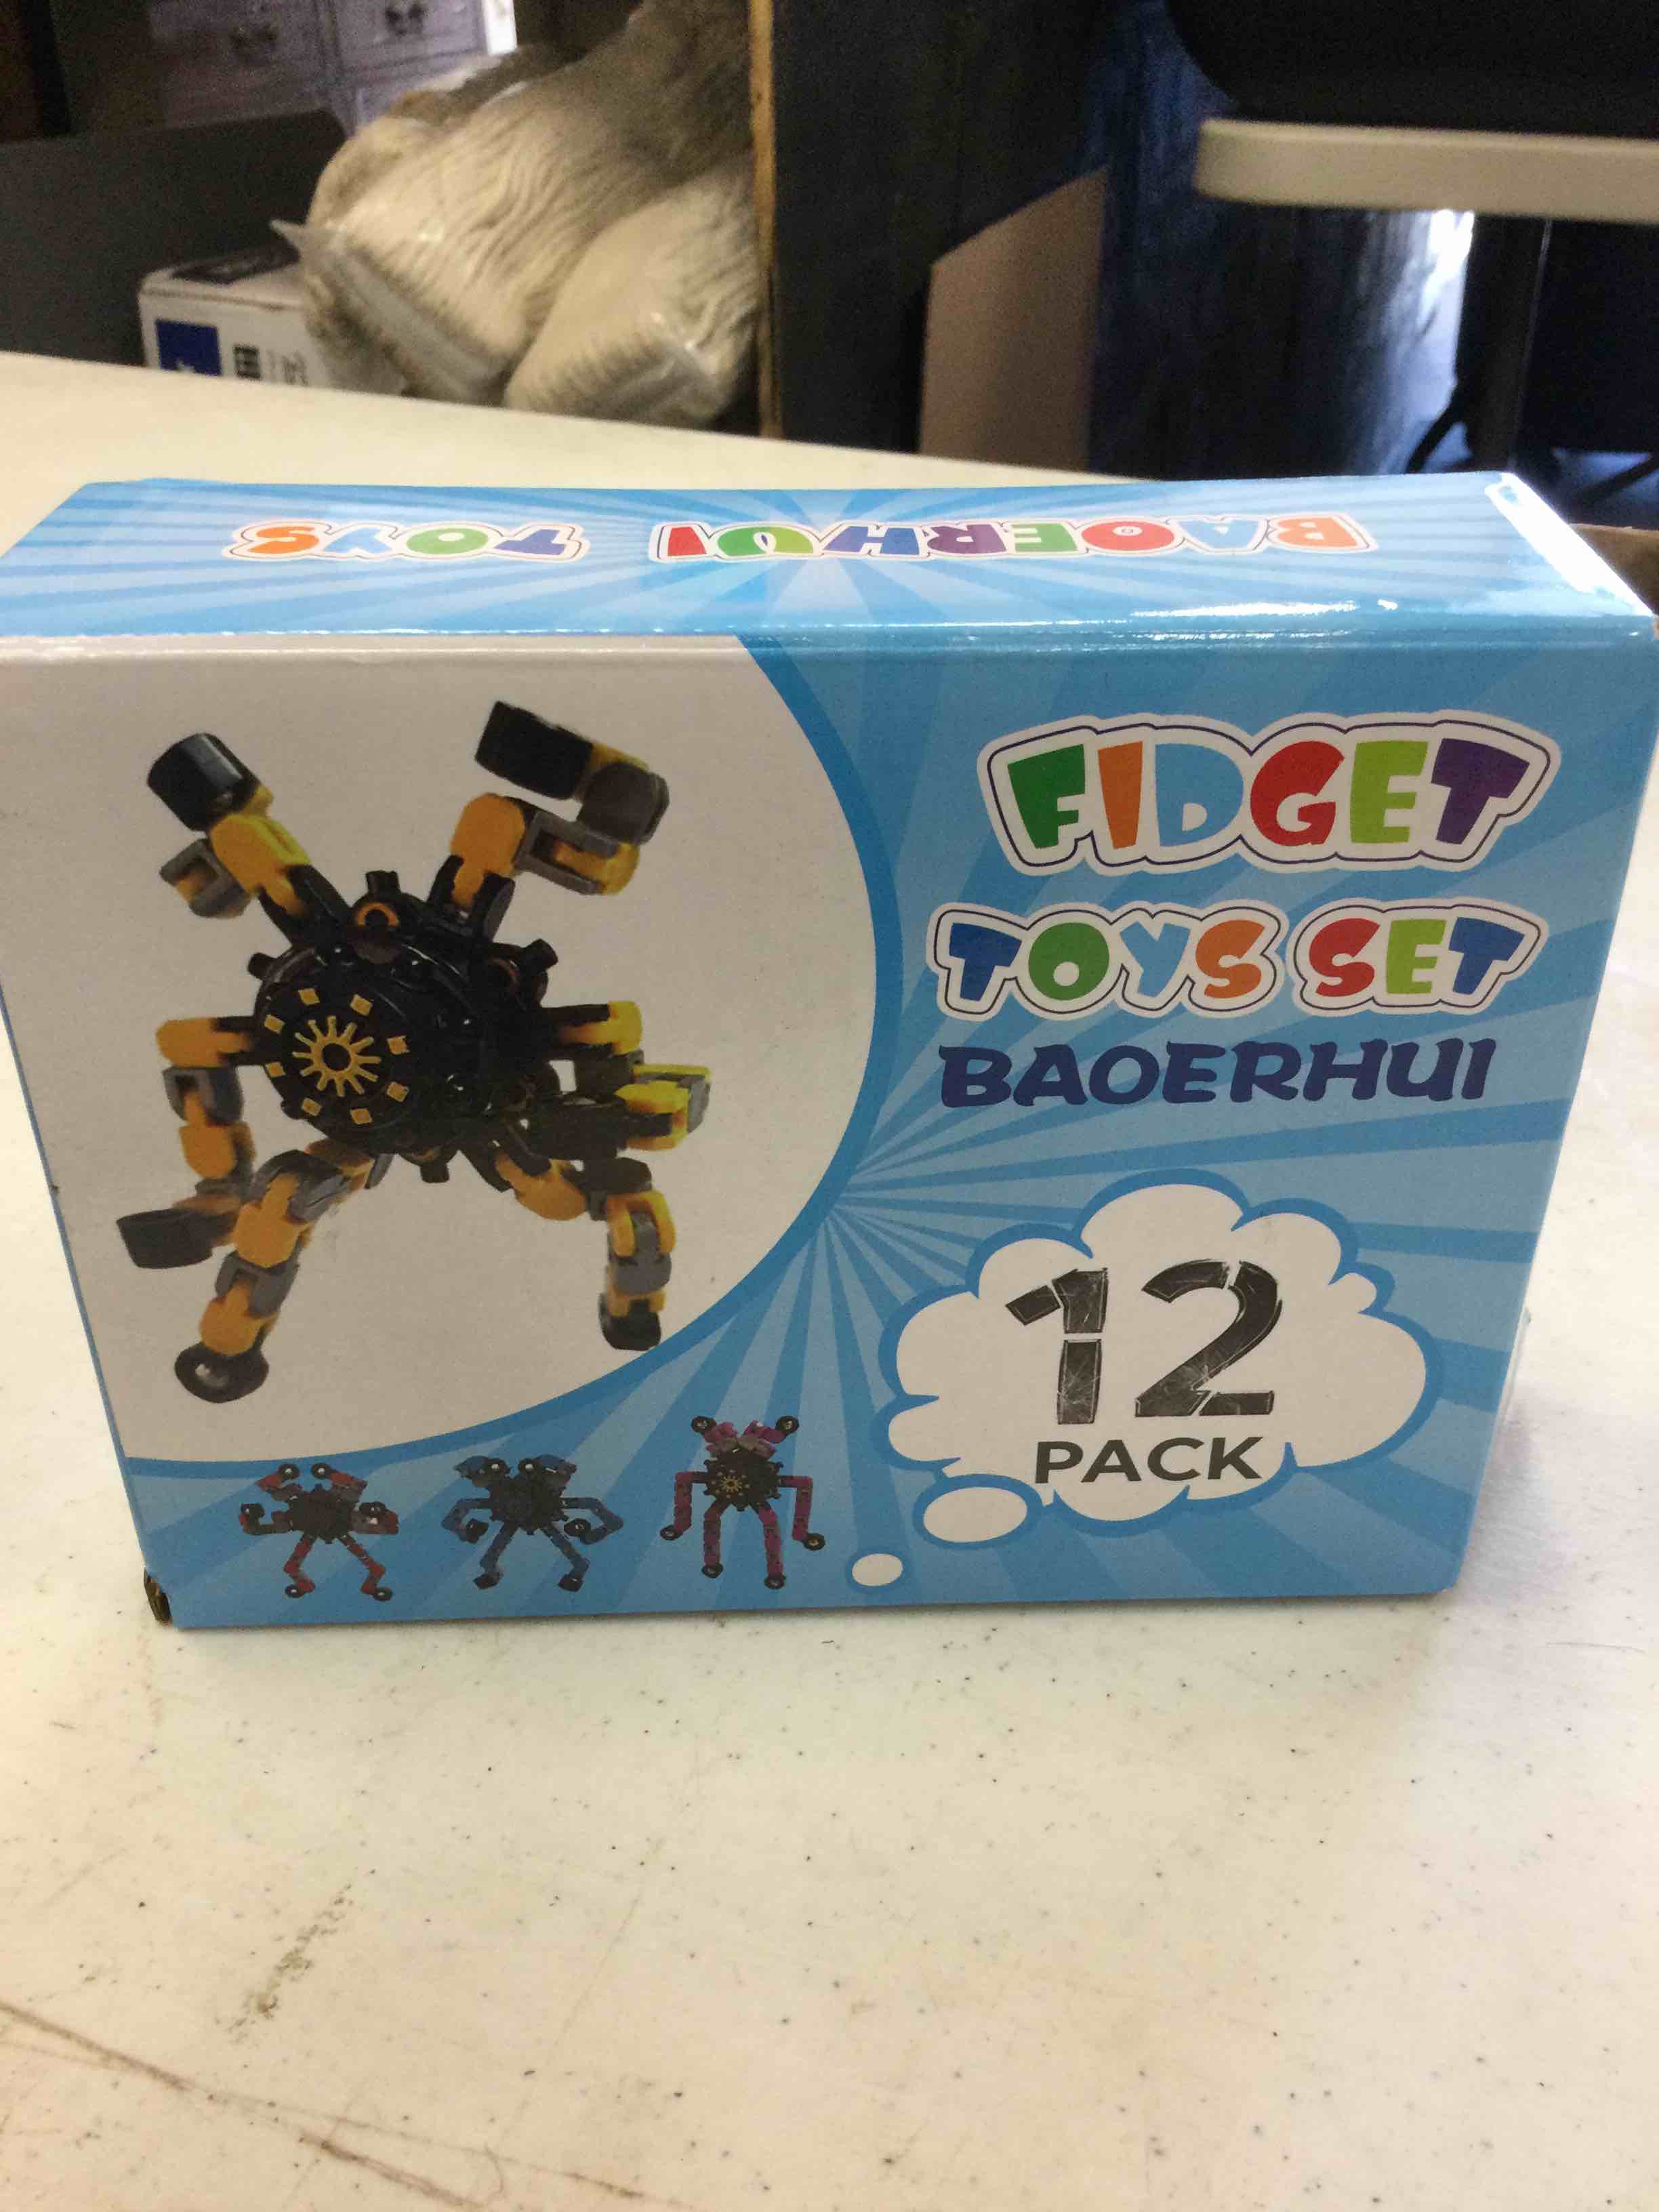 BAOERHUI TOYS
FIDGET
TOYS SET
BAOERHUI
12
PACK